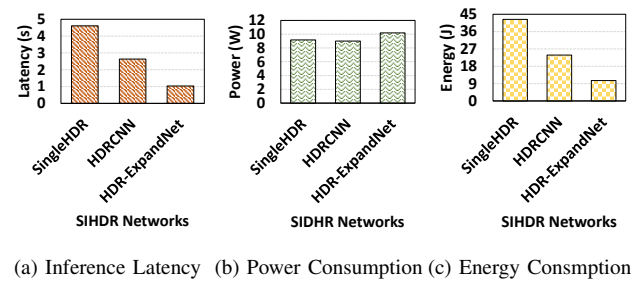 Latency (s)
5
4
3
2
1
0
SingleHDR
HDRCNN
HDR-ExpandNet
SIHDR Networks
Power (W)
12
10
8
6
4
2
0
SingleHDR
HDRCNN
HDR-ExpandNet
SIDHR Networks
Energy (J)
45
36
27
18
9
0
SingleHDR
HDRCNN
HDR-ExpandNet
SIHDR Networks
(a) Inference Latency (b) Power Consumption (c) Energy Consmption